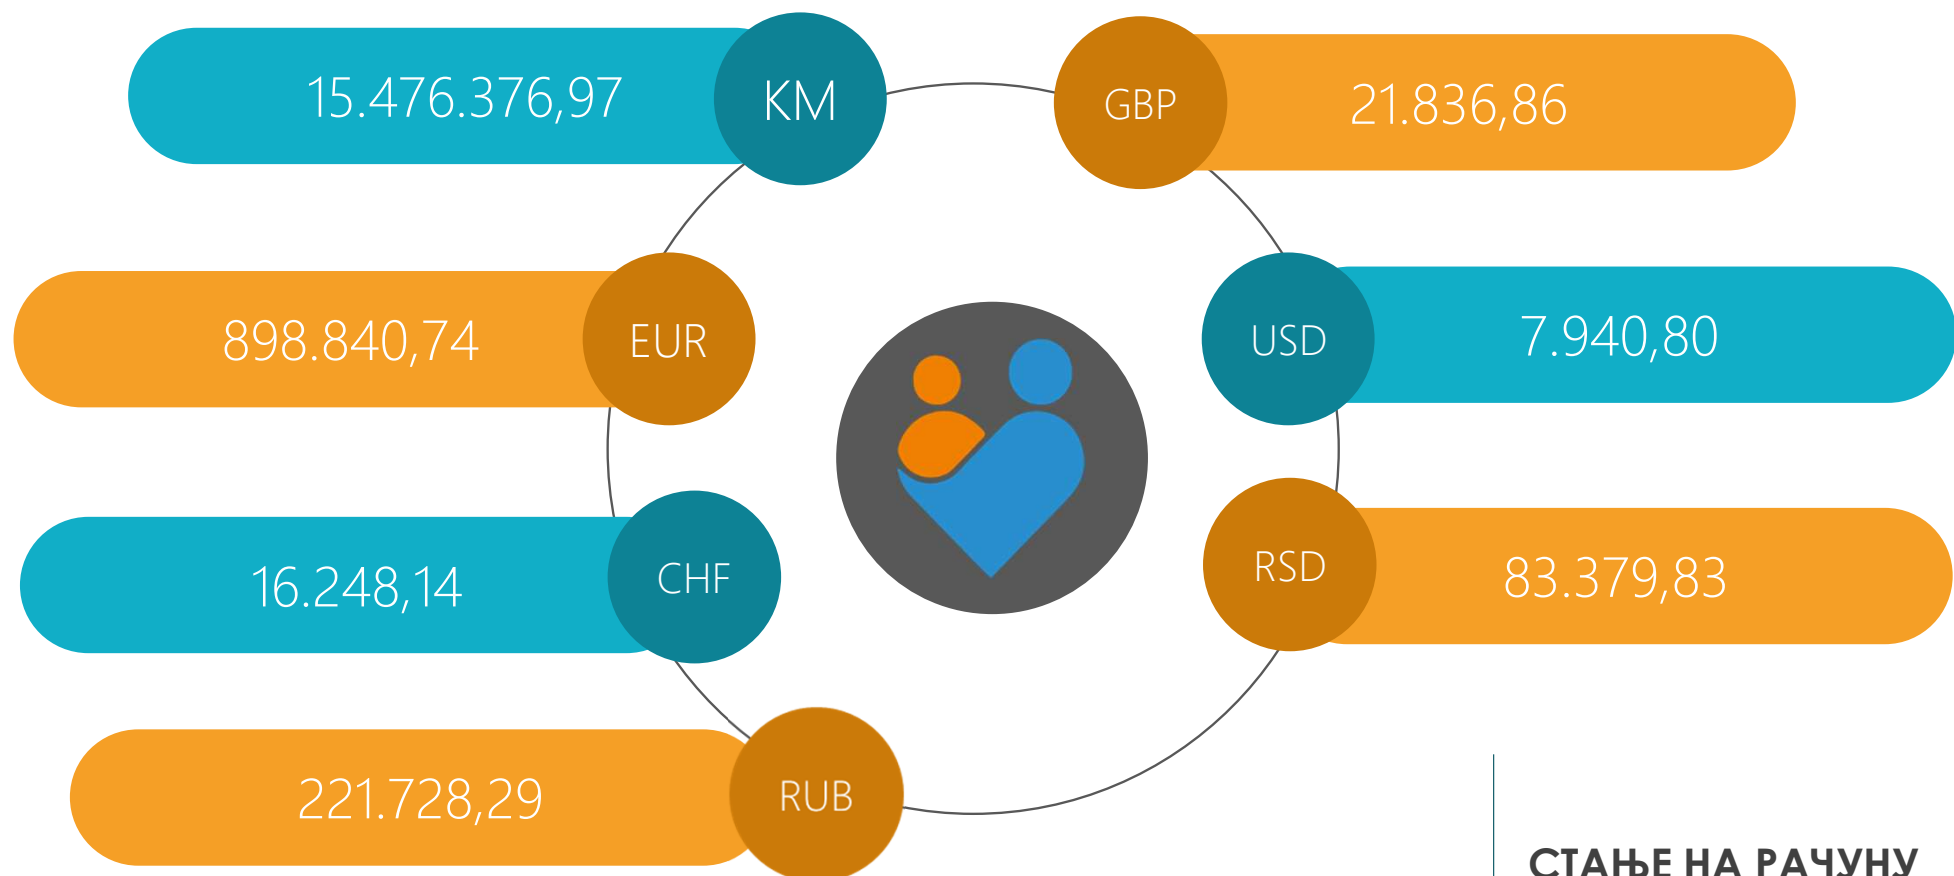 15.476.376,97 KM
GBP 21.836,86
898.840,74 EUR
USD 7.940,80
16.248,14 CHF
RSD 83.379,83
221.728,29 RUB
СТАЊЕ НА РАЧУНУ